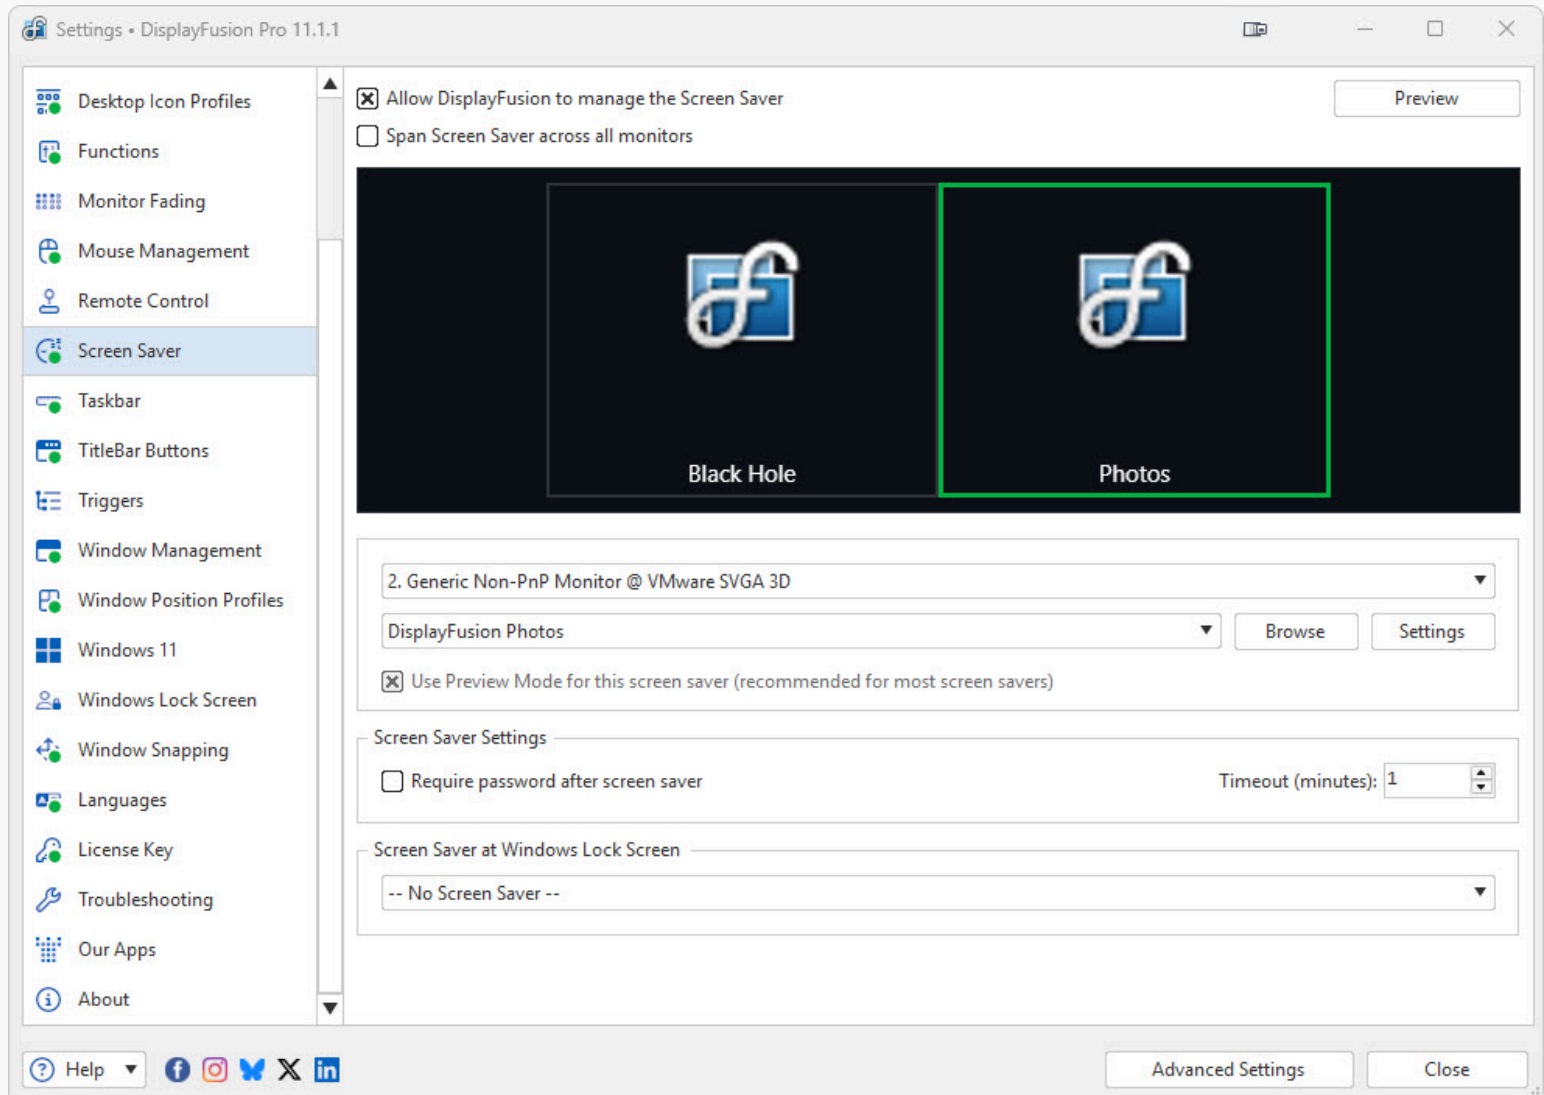 Settings • DisplayFusion Pro 11.1.1
Desktop Icon Profiles
Functions
Monitor Fading
Mouse Management
Remote Control
Screen Saver
Taskbar
TitleBar Buttons
Triggers
Window Management
Window Position Profiles
Windows 11
Windows Lock Screen
Window Snapping
Languages
License Key
Troubleshooting
Our Apps
About
Allow DisplayFusion to manage the Screen Saver
Preview
Span Screen Saver across all monitors
Black Hole
Photos
2. Generic Non-PnP Monitor @ VMware SVGA 3D
DisplayFusion Photos
Browse
Settings
Use Preview Mode for this screen saver (recommended for most screen savers)
Screen Saver Settings
Require password after screen saver
Timeout (minutes): 1
Screen Saver at Windows Lock Screen
-- No Screen Saver --
Help
Advanced Settings
Close